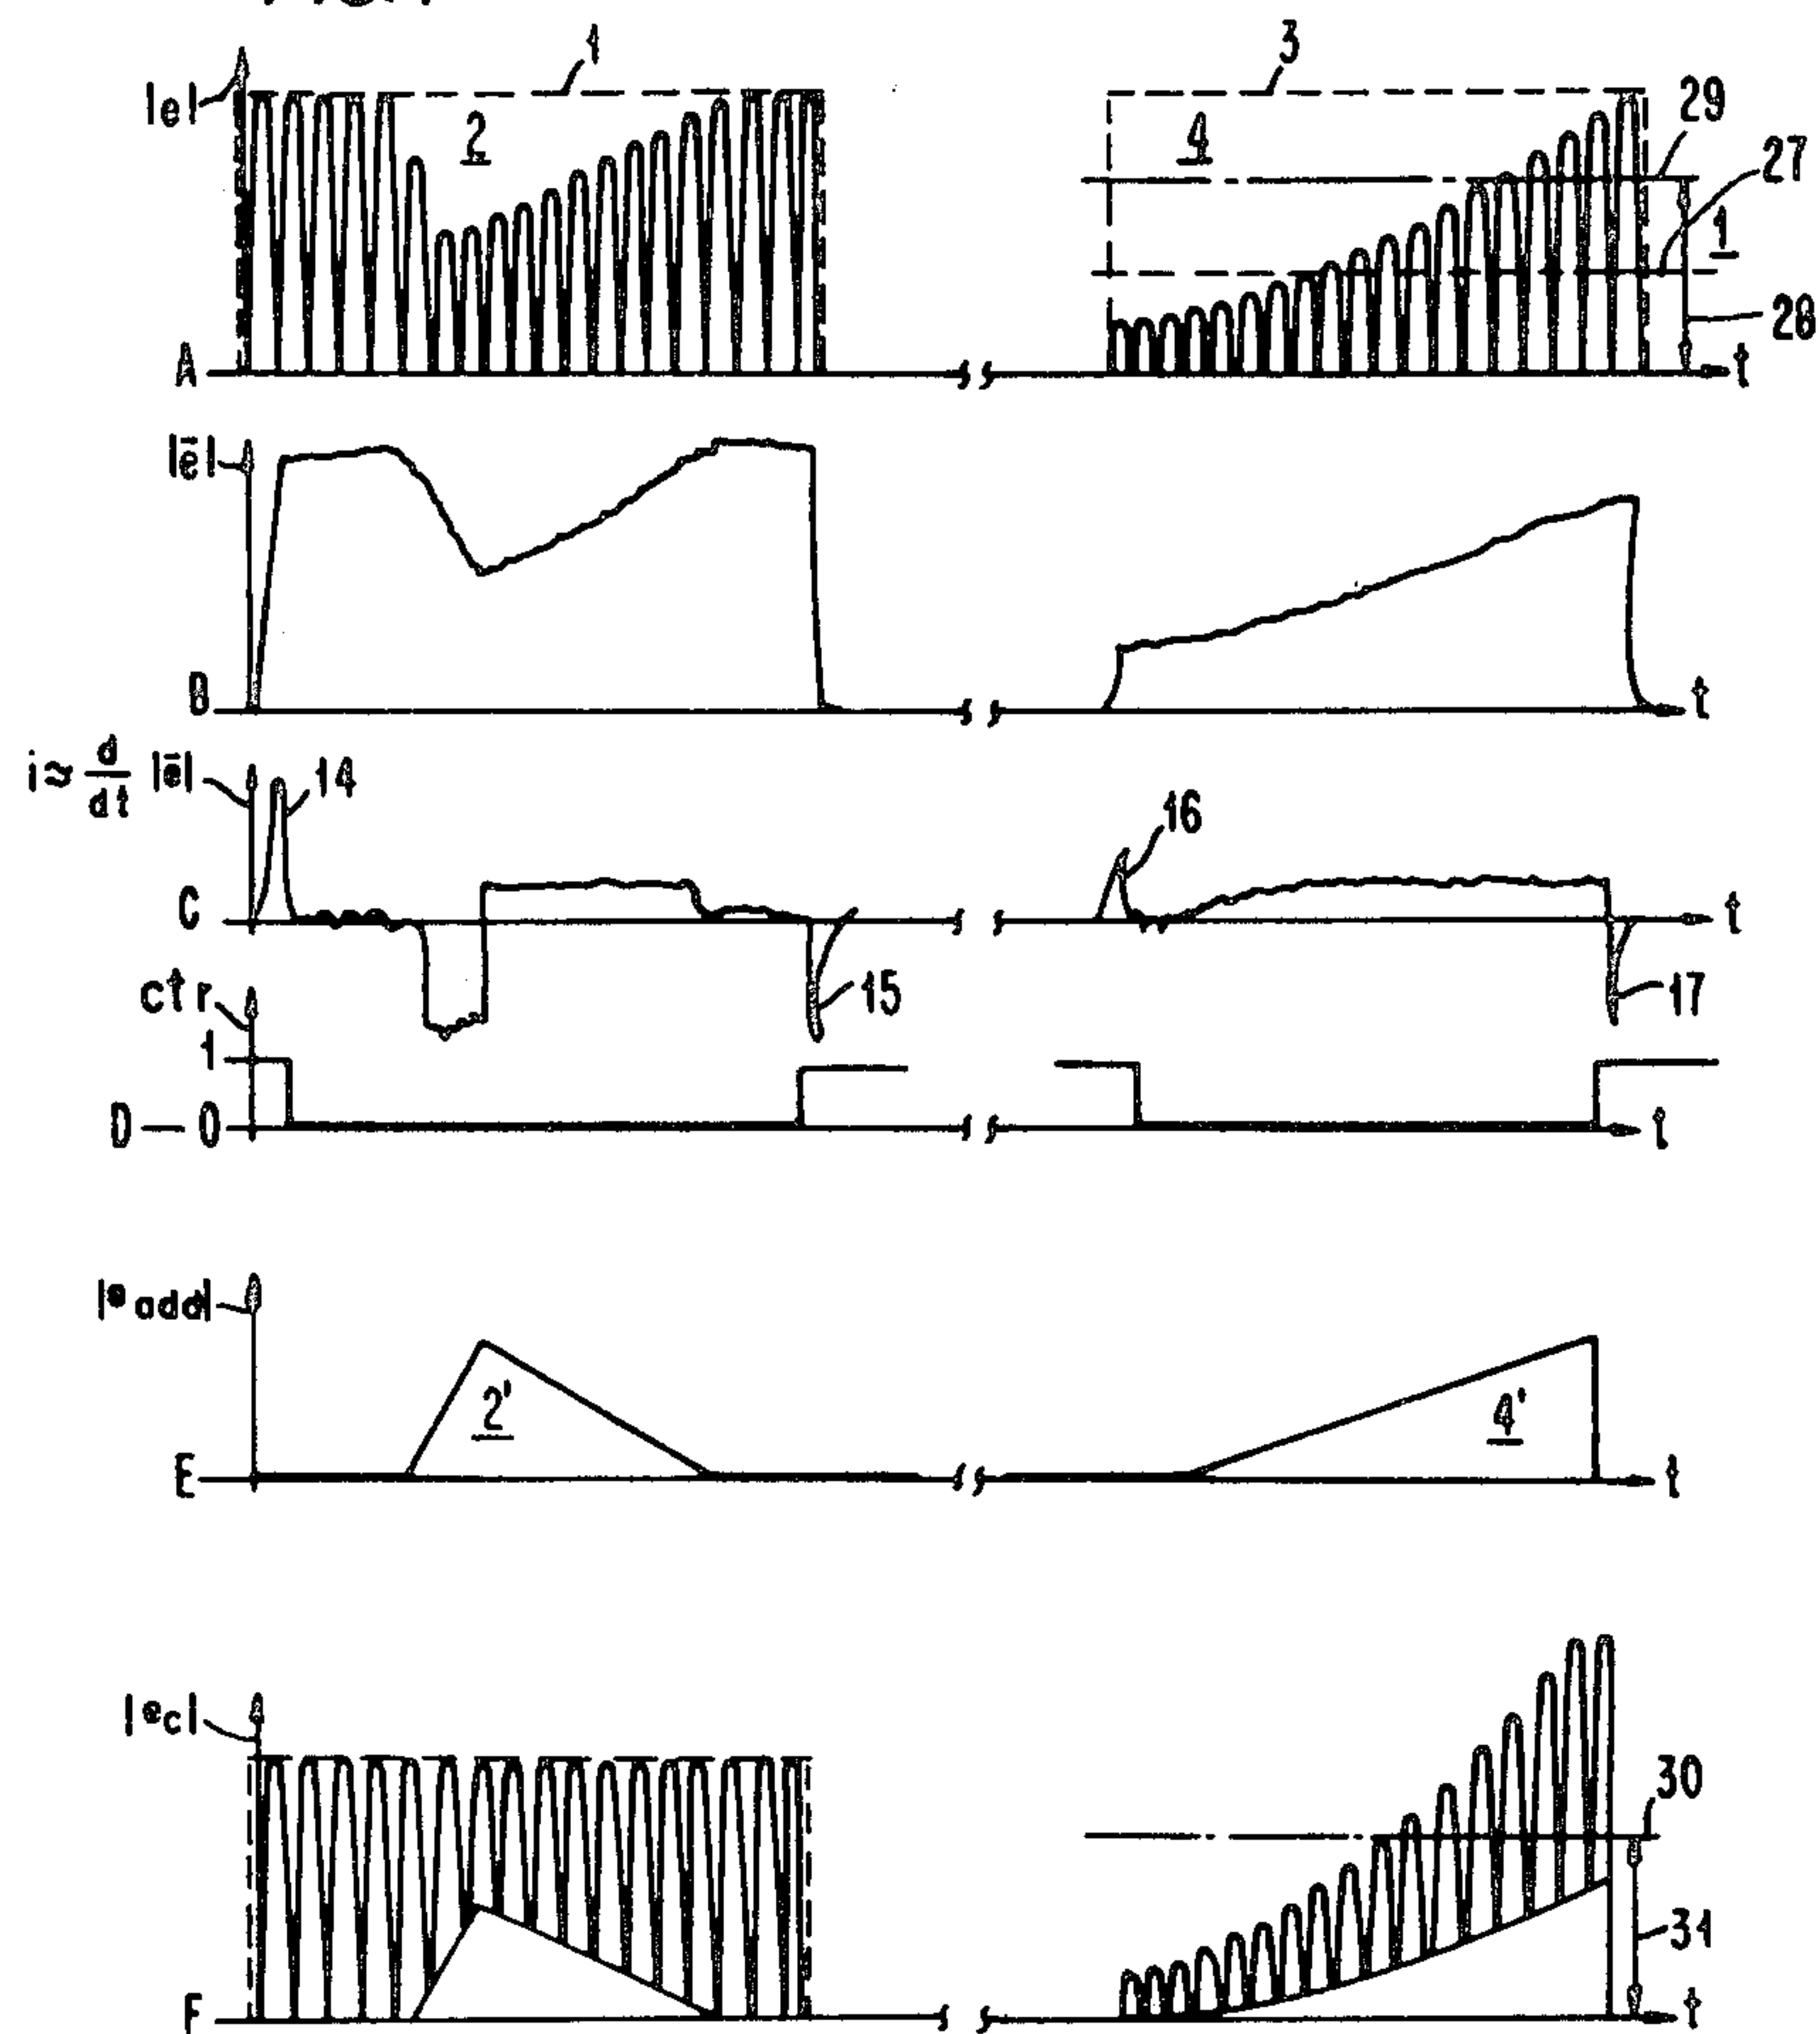 1
3
|e|
2
4
29
27
1
28
A
t
|ē|
B
t
i≈ d/dt |ē|
14
16
C
t
15
17
ctr
1
D — 0
t
|e add|
2'
4'
E
t
|e c|
30
31
F
t